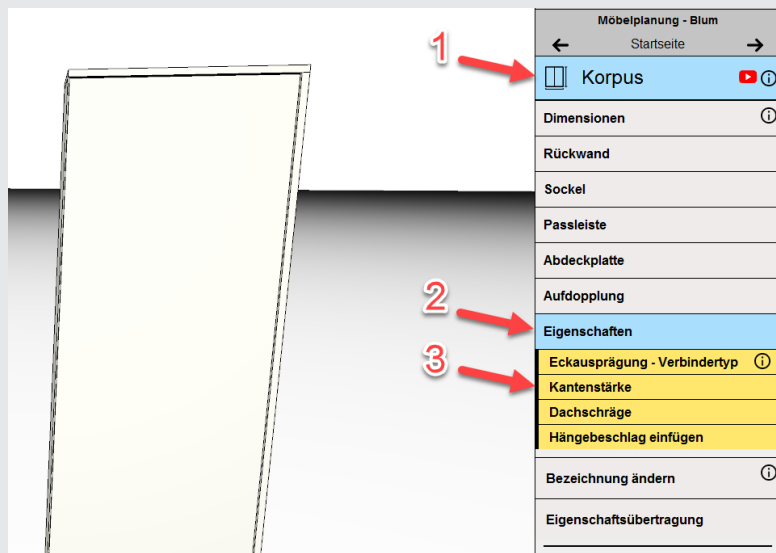 Möbelplanung - Blum
Startseite
1
Korpus
Dimensionen
Rückwand
Sockel
Passleiste
Abdeckplatte
Aufdopplung
2
Eigenschaften
3
Eckausprägung - Verbindertyp
Kantenstärke
Dachschräge
Hängebeschlag einfügen
Bezeichnung ändern
Eigenschaftsübertragung